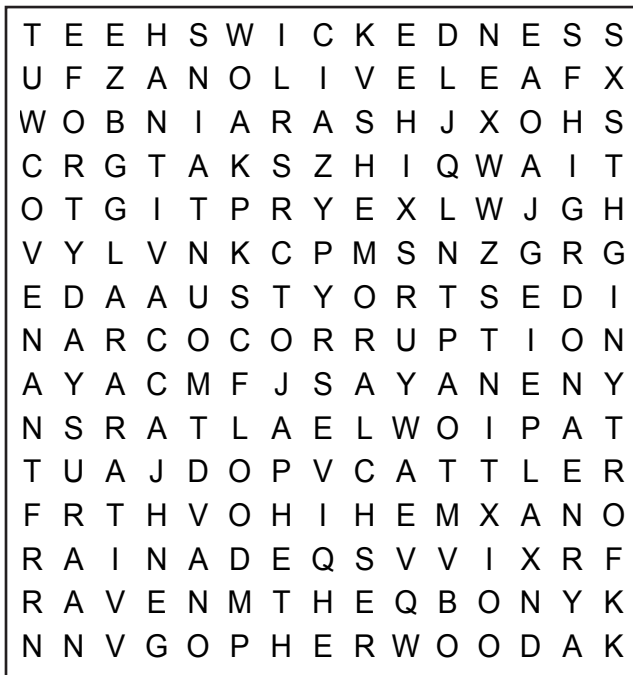 T E E H S W I C K E D N E S S
U F Z A N O L I V E L E A F X
W O B N I A R A S H J X O H S
C R G T A K S Z H I Q W A I T
O T G I T P R Y E X L W J G H
V Y L V N K C P M S N Z G R G
E D A A U S T Y O R T S E D I
N A R C O C O R R U P T I O N
A Y A C M F J S A Y A N E N Y
N S R A T L A E L W O I P A T
T U A J D O P V C A T T L E R
F R T H V O H I H E M X A N O
R A I N A D E Q S V V I X R F
R A V E N M T H E Q B O N Y K
N N V G O P H E R W O O D A K